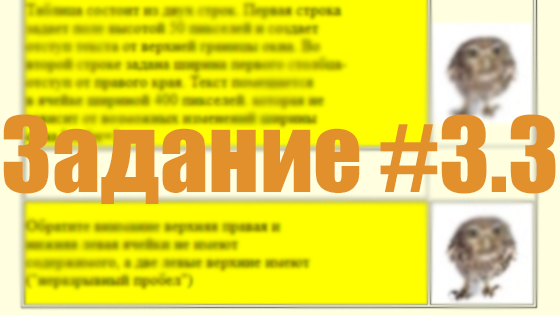 Таблица состоит из двух строк. Первая строка
задает поле высотой 50 пикселей и создает
отступ текста от верхней границы окна. Во
второй строке задана ширина первого столбца-
отступ от правого края. Текст помещается
в ячейке шириной 400 пикселей. которая не
зависит от возможных изменений ширины
Задание #3.3
Обратите внимание верхняя правая и
нижняя левая ячейки не имеют
содержимого, а две левые верхние имеют
("неразрывный пробел")